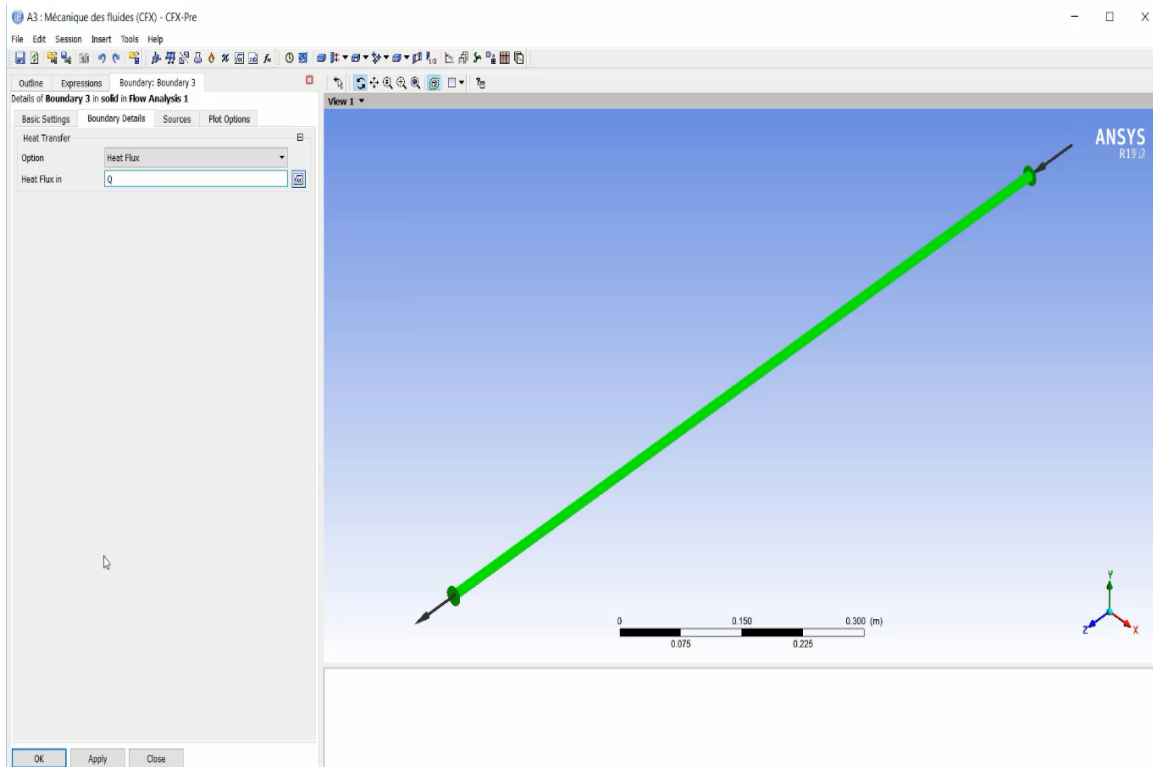 A3 : Mécanique des fluides (CFX) - CFX-Pre
File Edit Session Insert Tools Help
Outline Expressions Boundary: Boundary 3
Details of Boundary 3 in solid in Flow Analysis 1
Basic Settings Boundary Details Sources Plot Options
Heat Transfer
Option Heat Flux
Heat Flux in Q
OK Apply Close
View 1
ANSYS
R19.2
0 0.150 0.300 (m)
0.075 0.225
Y
Z X